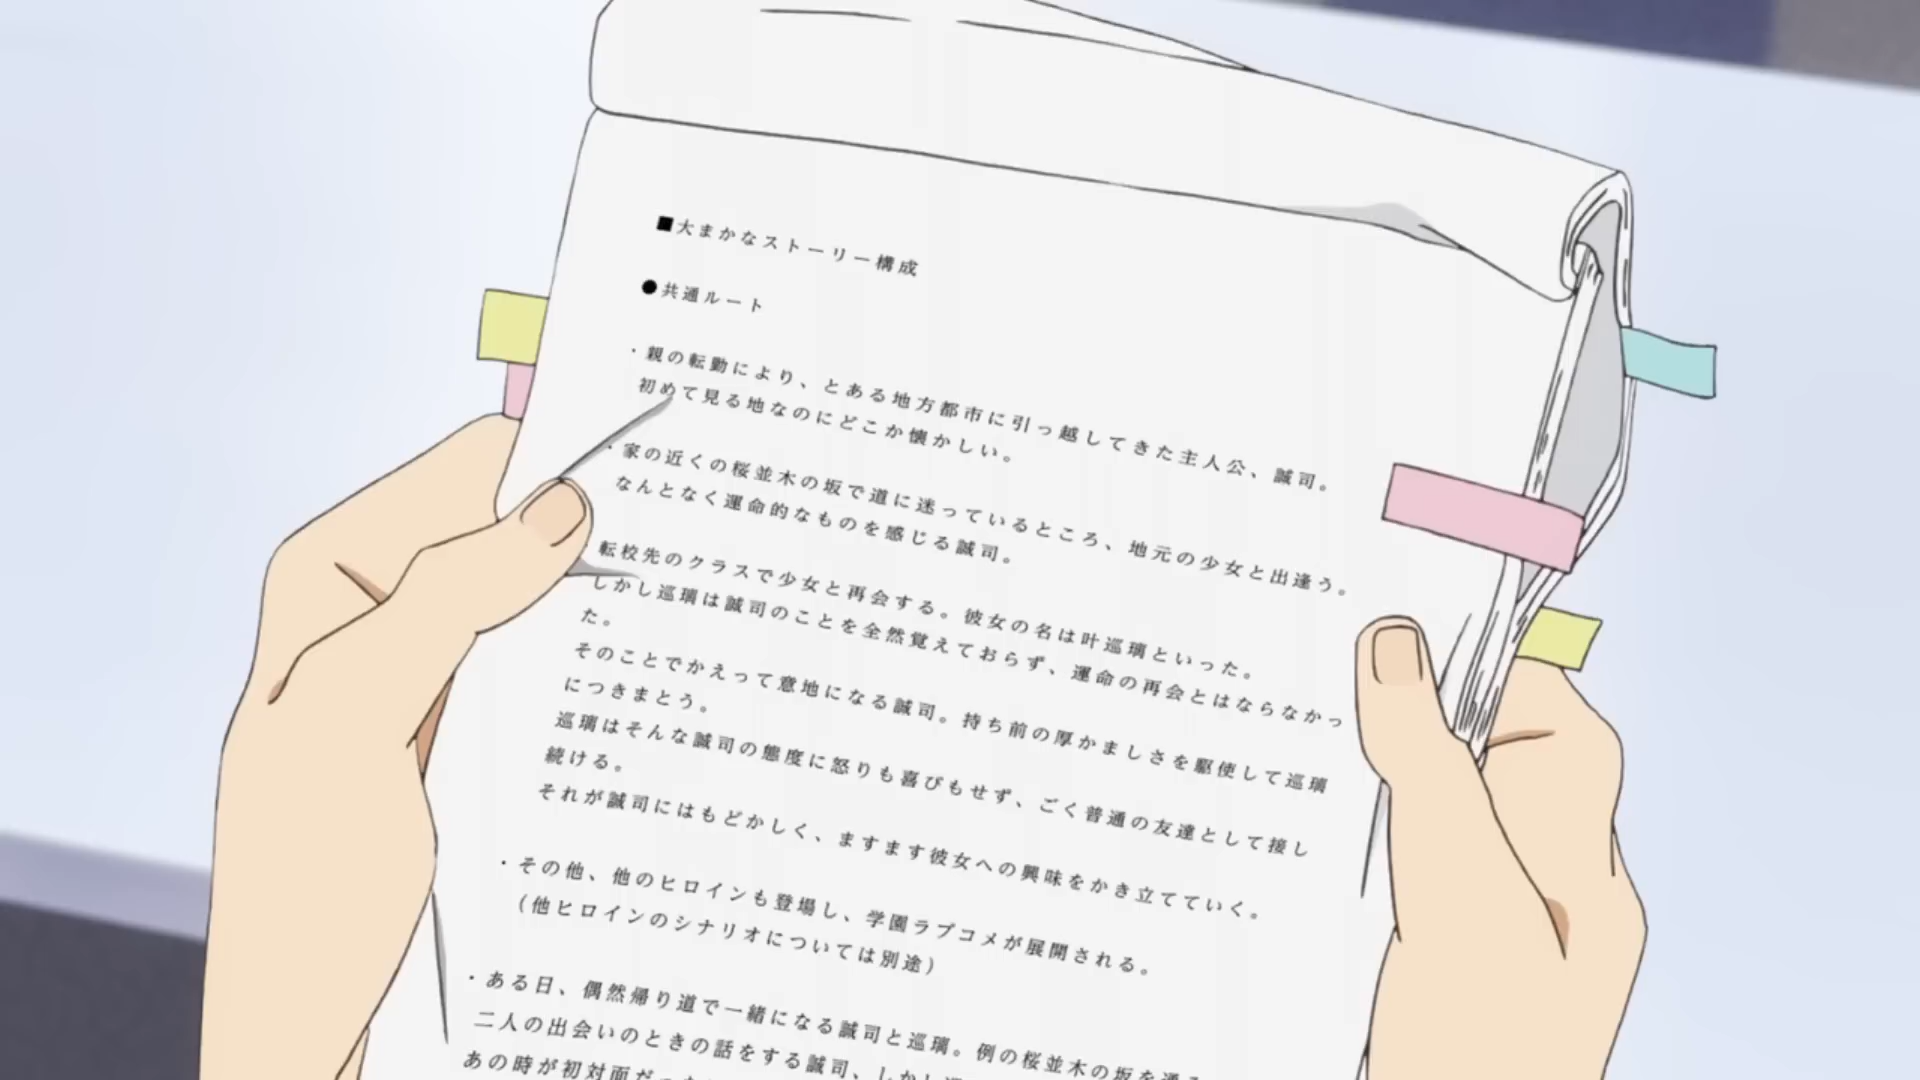 ■大まかなストーリー構成
●共通ルート
・親の転勤により、とある地方都市に引っ越してきた主人公、誠司。
初めて見る地なのにどこか懐かしい。
・家の近くの桜並木の坂で道に迷っているところ、地元の少女と出逢う。
なんとなく運命的なものを感じる誠司。
転校先のクラスで少女と再会する。彼女の名は叶巡璃といった。
しかし巡璃は誠司のことを全然覚えておらず、運命の再会とはならなかっ
た。
そのことでかえって意地になる誠司。持ち前の厚かましさを駆使して巡璃
につきまとう。
巡璃はそんな誠司の態度に怒りも喜びもせず、ごく普通の友達として接し
続ける。
それが誠司にはもどかしく、ますます彼女への興味をかき立てていく。
・その他、他のヒロインも登場し、学園ラブコメが展開される。
(他ヒロインのシナリオについては別途)
・ある日、偶然帰り道で一緒になる誠司と巡璃。例の桜並木の坂を通
二人の出会いのときの話をする誠司、しかし
あの時が初対面だ